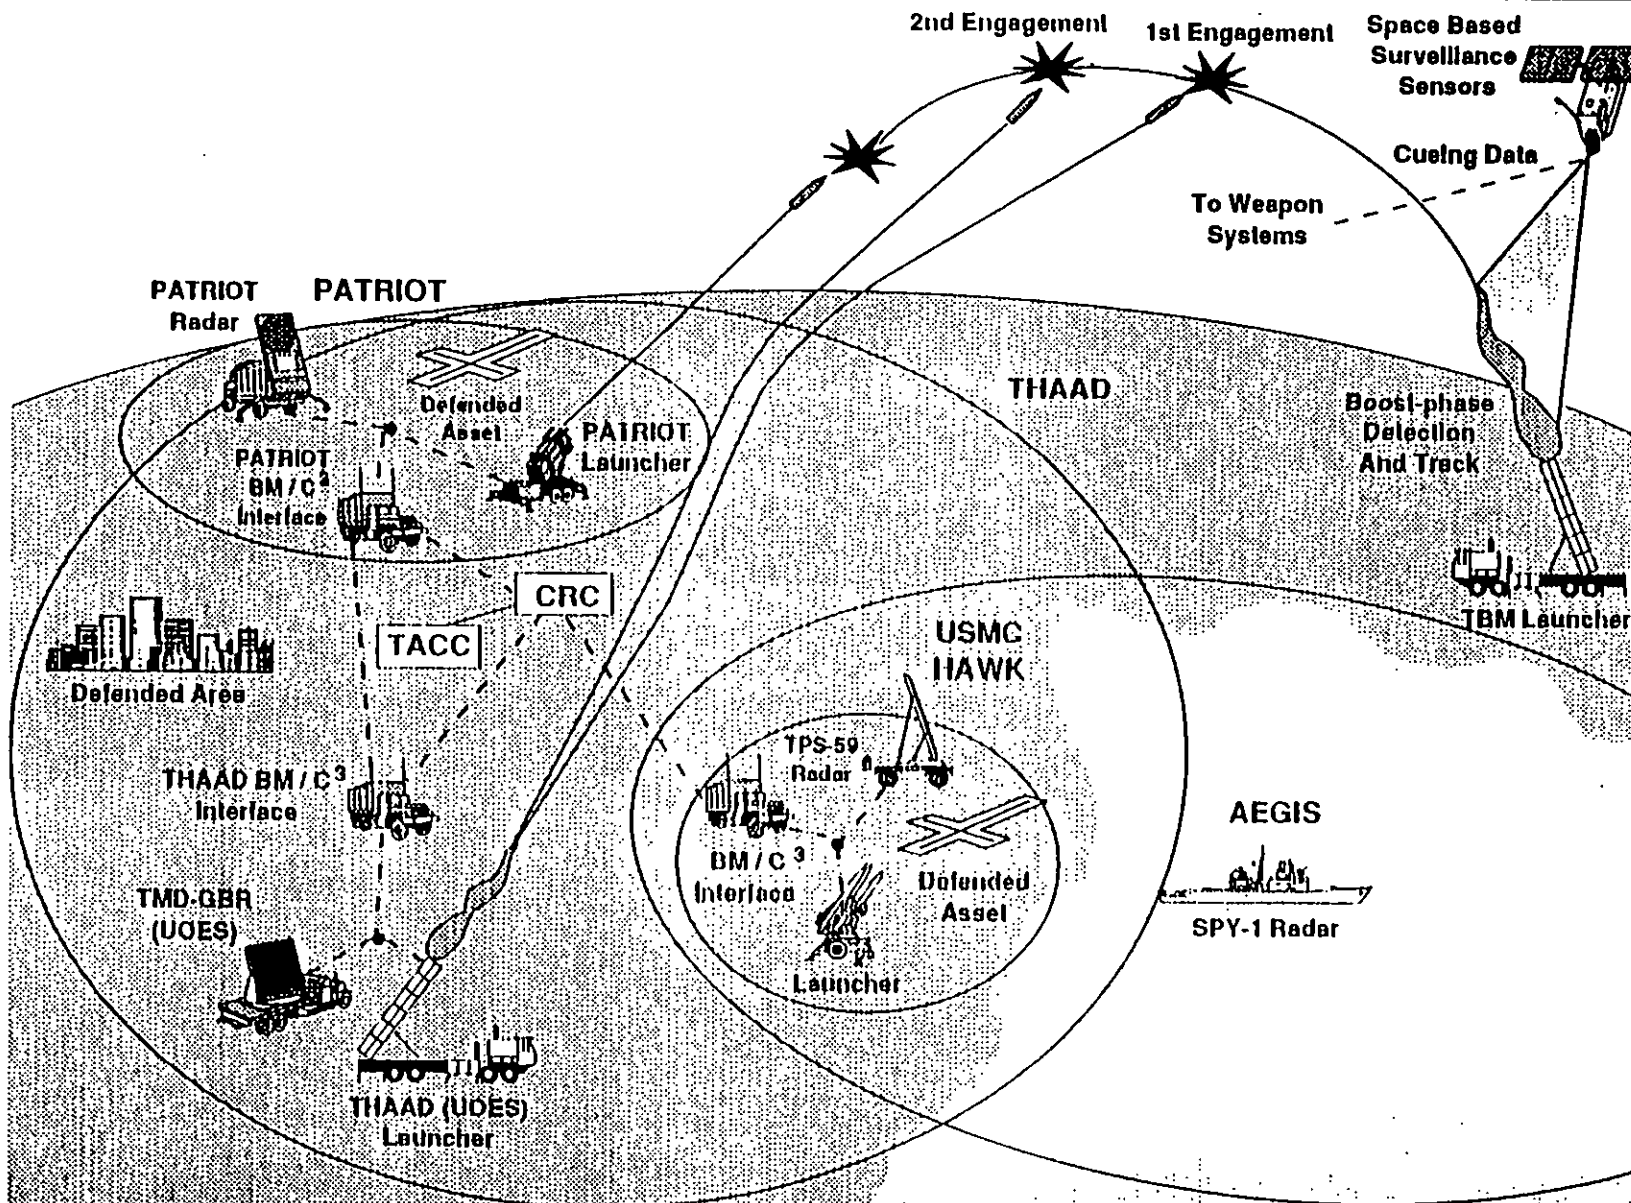 2nd Engagement
1st Engagement
Space Based
Surveillance
Sensors
Cueing Data
To Weapon
Systems
PATRIOT
Radar
PATRIOT
THAAD
Defended
Asset
PATRIOT
Launcher
PATRIOT
BM / C 3
Interface
Boost-phase
Detection
And Track
CRC
TACC
TBM Launcher
USMC
HAWK
Defended Area
TPS-59
Radar
THAAD BM / C 3
Interface
AEGIS
BM / C 3
Interface
Defended
Asset
TMD-GBR
(UOES)
SPY-1 Radar
Launcher
THAAD (UOES)
Launcher